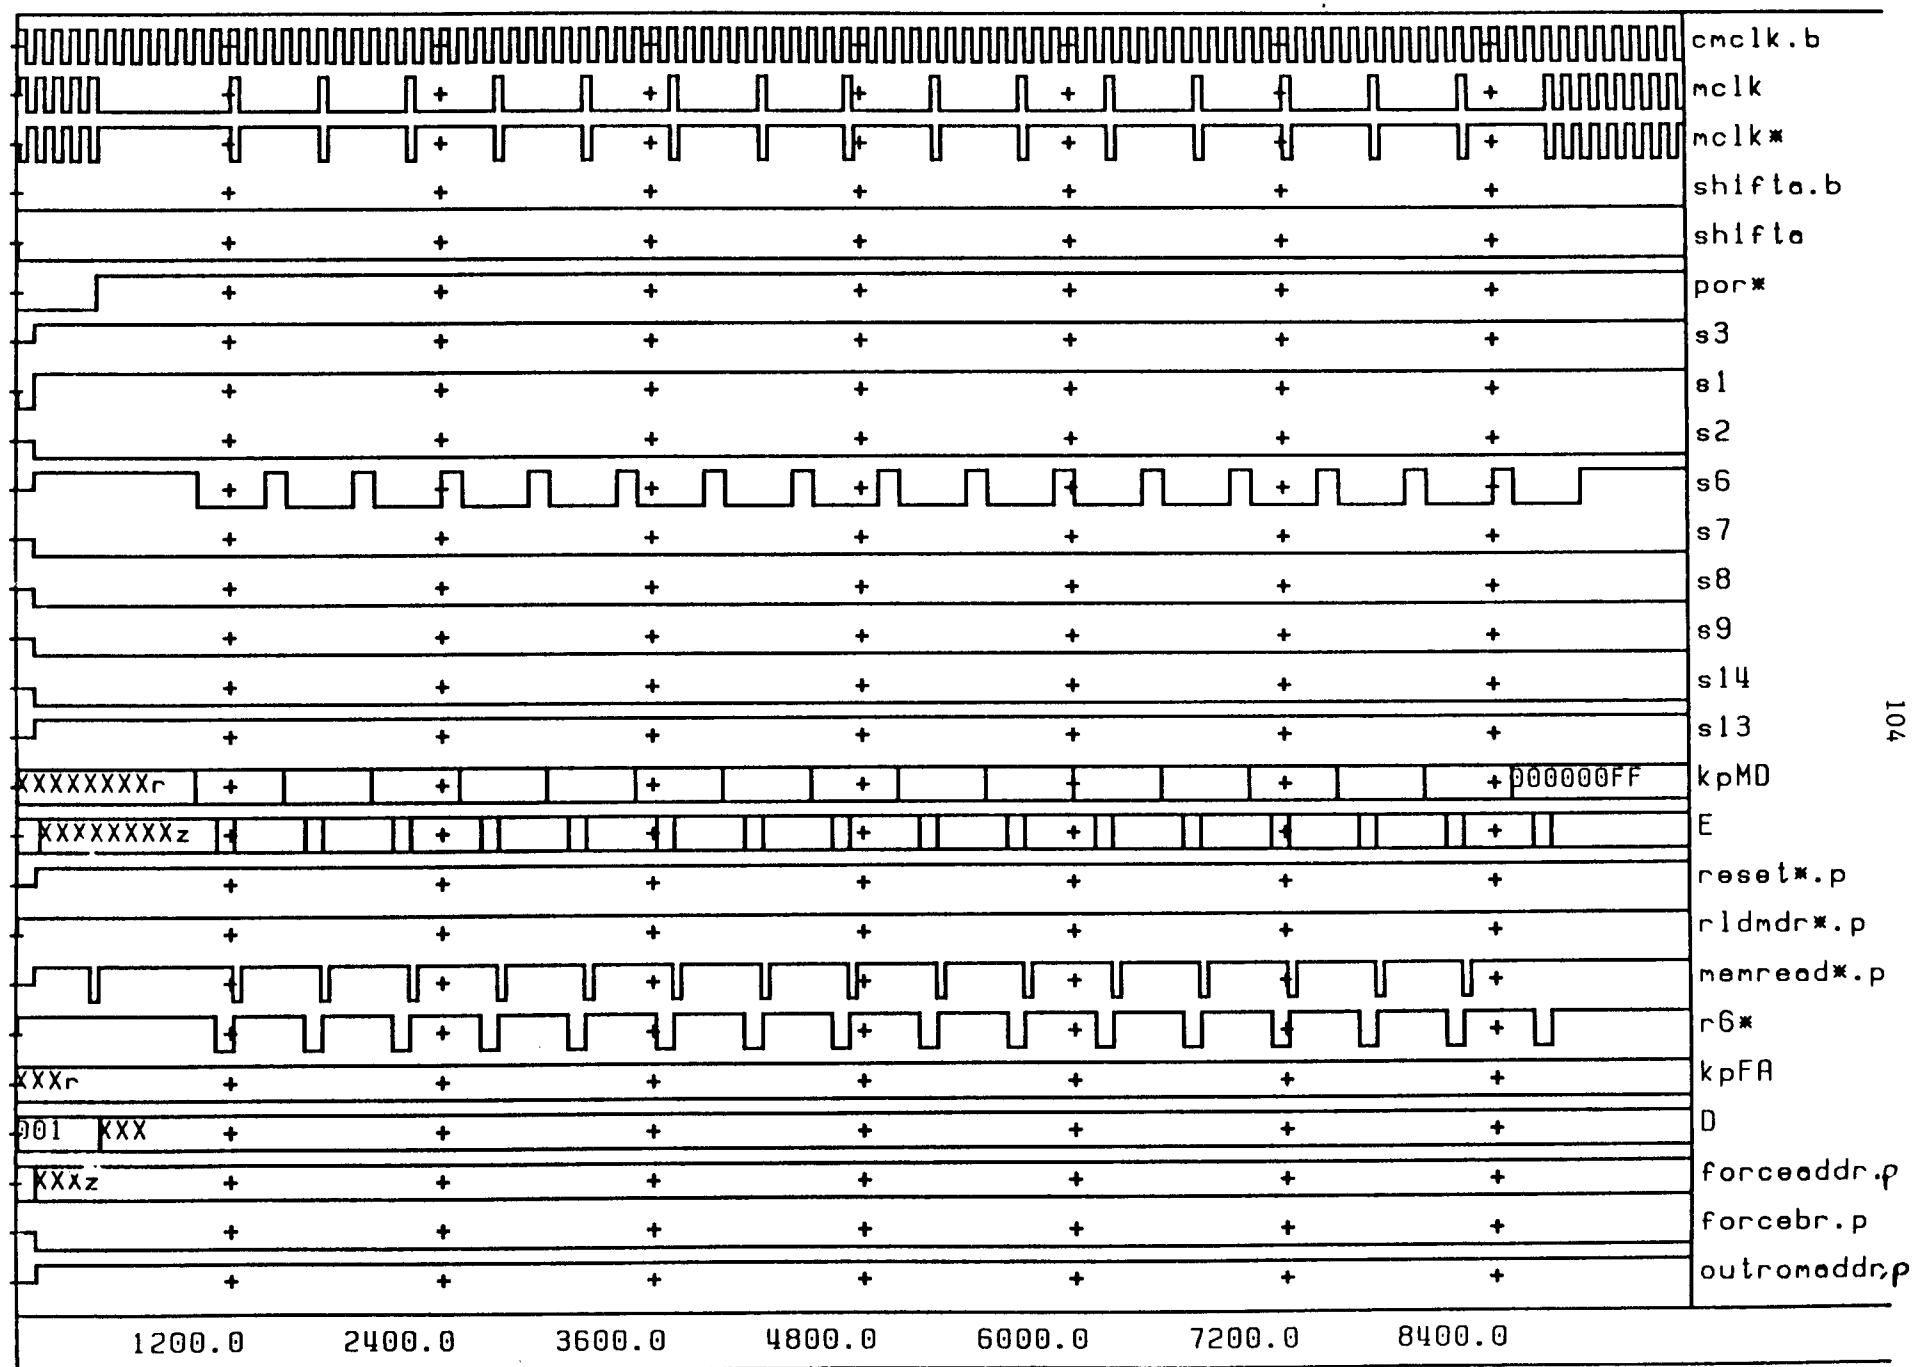 cmclk.b
mclk
mclk*
shifta.b
shifta
por*
s3
s1
s2
s6
s7
s8
s9
s14
s13
XXXXXXXXr 000000FF kpMD
XXXXXXXXz E
reset*.p
rldmdr*.p
memread*.p
r6*
XXXr kpFA
001 XXX D
XXXz forceaddr.p
forcebr.p
outromaddr.p
1200.0 2400.0 3600.0 4800.0 6000.0 7200.0 8400.0
104